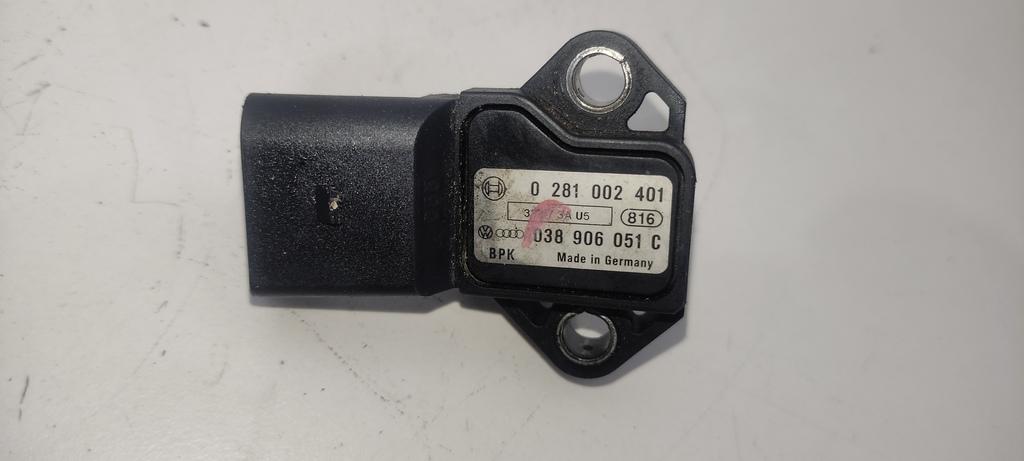 0 281 002 401
3A U5
816
038 906 051 C
BPK
Made in Germany